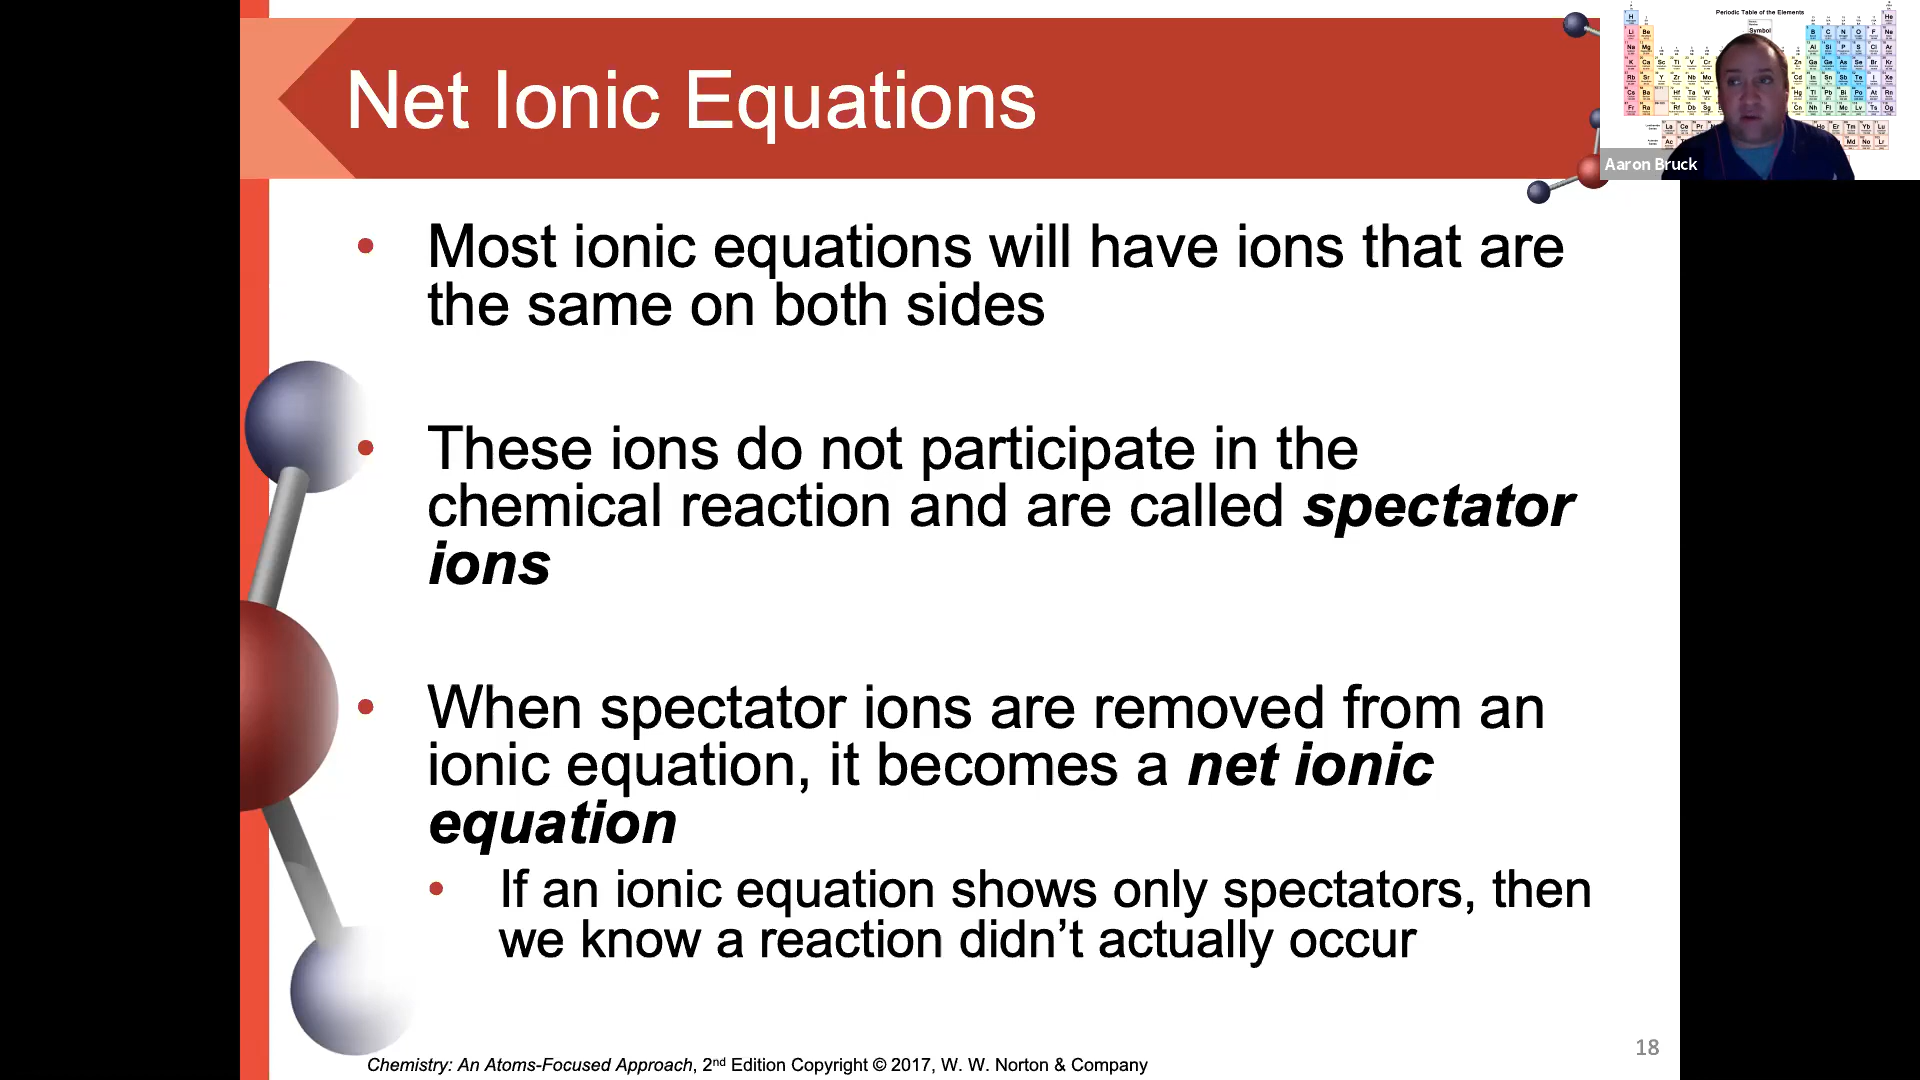 Net Ionic Equations
Periodic Table of the Elements
Symbol
Aaron Bruck
• Most ionic equations will have ions that are
the same on both sides
• These ions do not participate in the
chemical reaction and are called spectator
ions
• When spectator ions are removed from an
ionic equation, it becomes a net ionic
equation
• If an ionic equation shows only spectators, then
we know a reaction didn’t actually occur
18
Chemistry: An Atoms-Focused Approach, 2nd Edition Copyright © 2017, W. W. Norton & Company